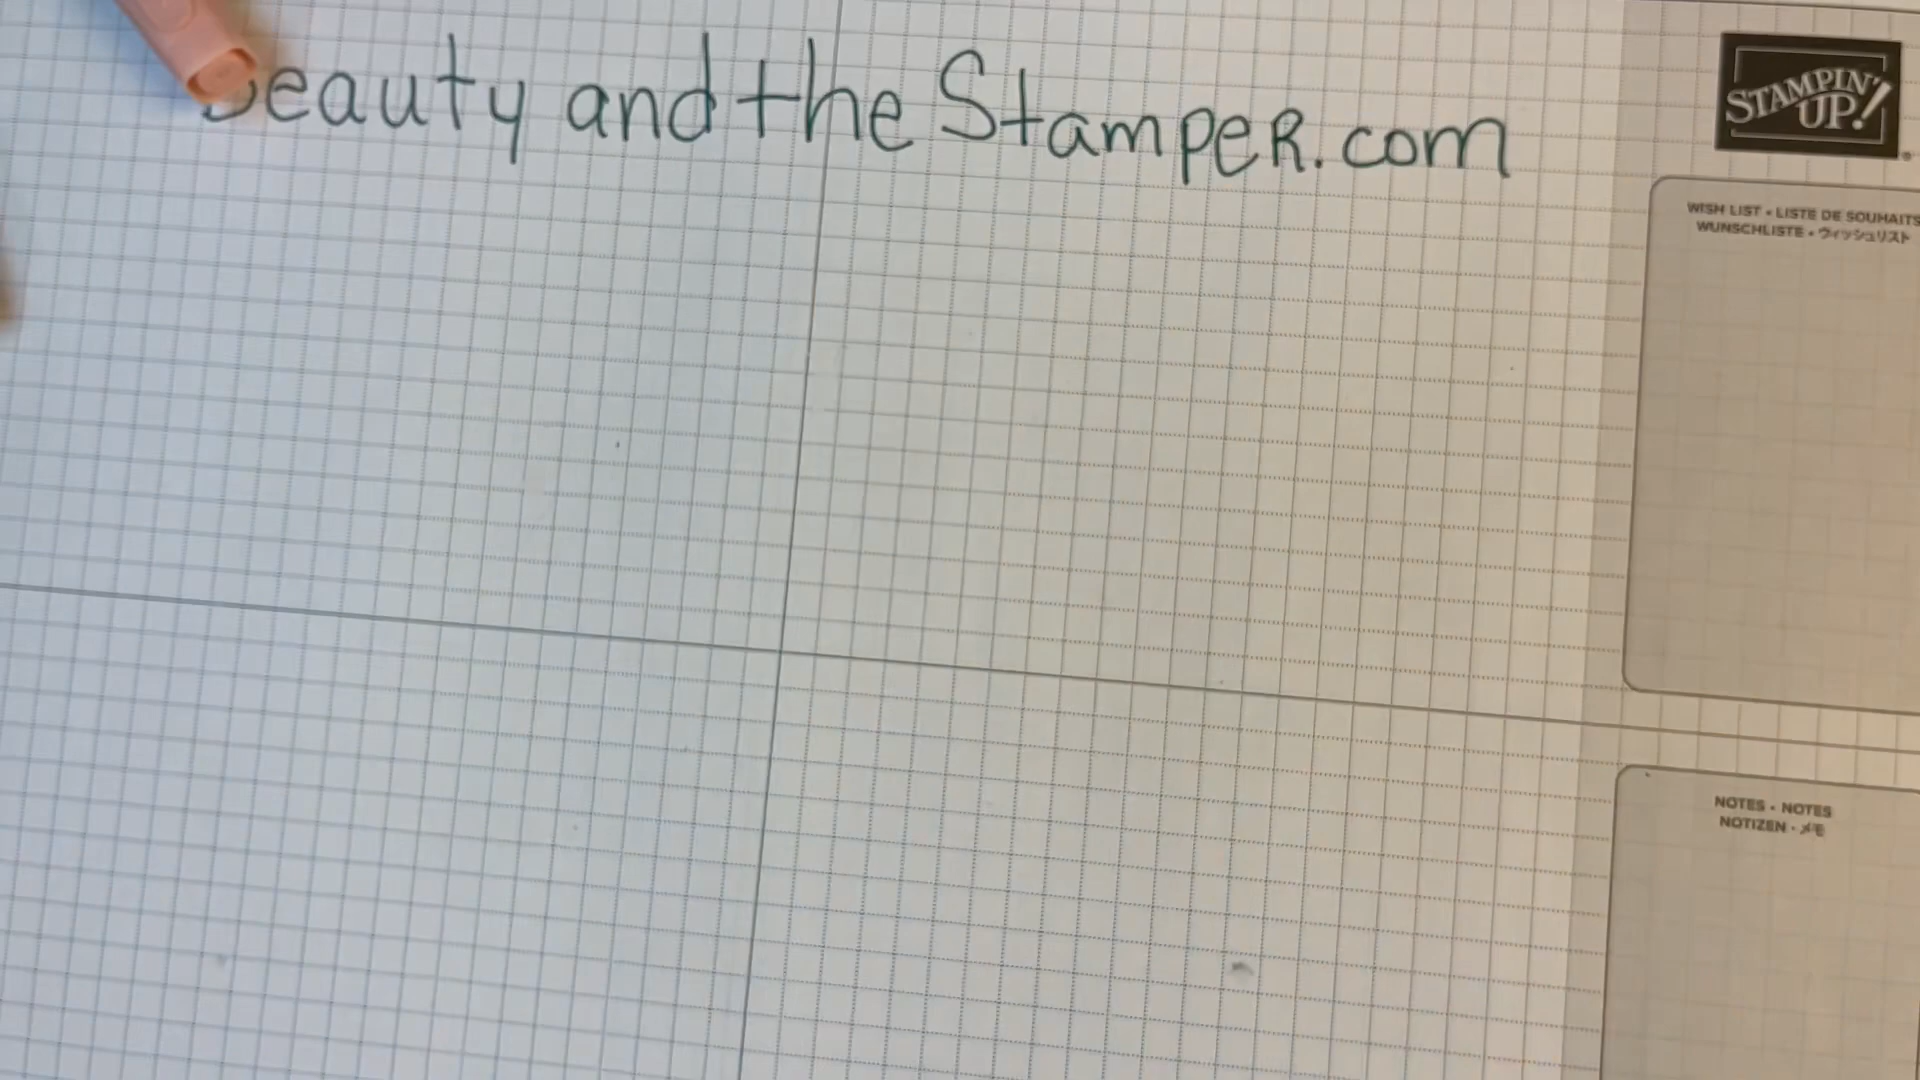 Beauty and the Stamper.com
STAMPIN' UP!
WISH LIST • LISTE DE SOUHAITS
WUNSCHLISTE • ウィッシュリスト
NOTES • NOTES
NOTIZEN • メモ